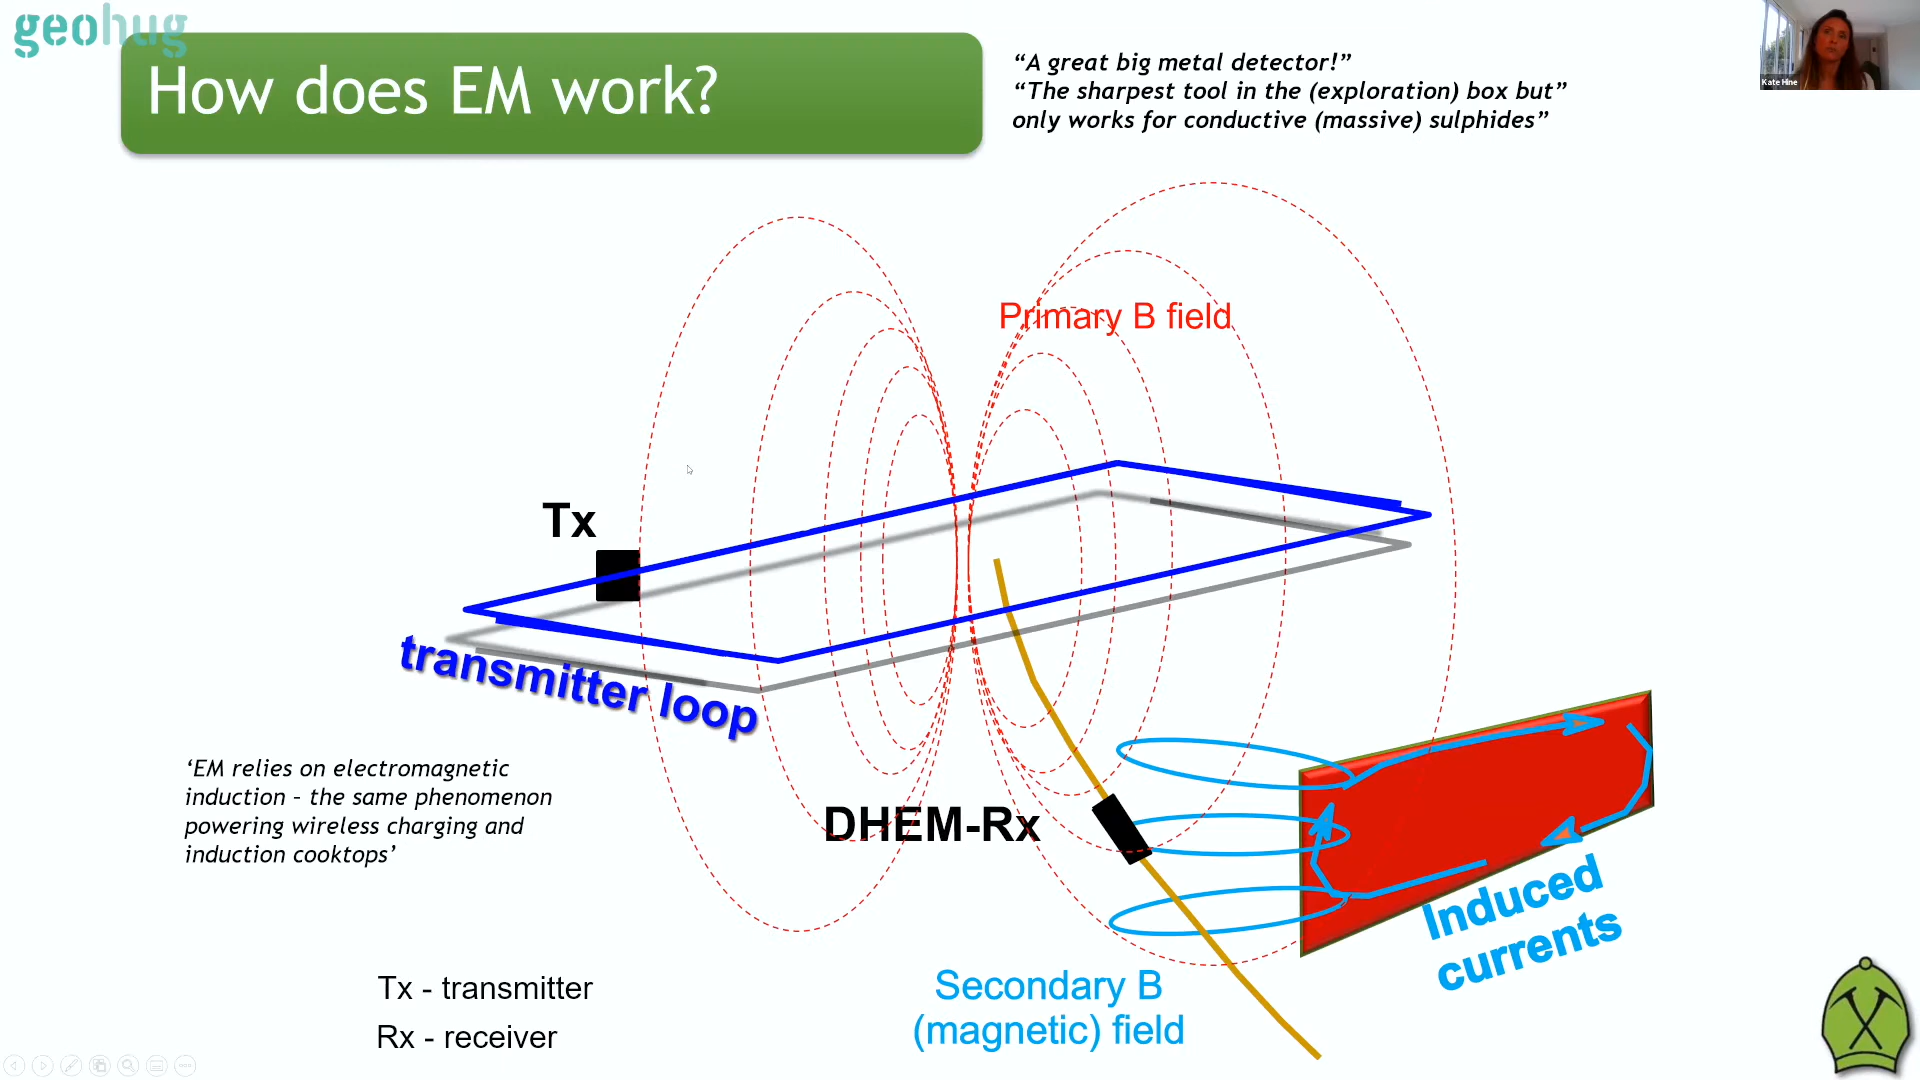 geohug
How does EM work?
“A great big metal detector!”
“The sharpest tool in the (exploration) box but”
only works for conductive (massive) sulphides”
Kate Hine
Primary B field
Tx
transmitter loop
‘EM relies on electromagnetic
induction – the same phenomenon
powering wireless charging and
induction cooktops’
DHEM-Rx
Induced
currents
Secondary B
(magnetic) field
Tx - transmitter
Rx - receiver